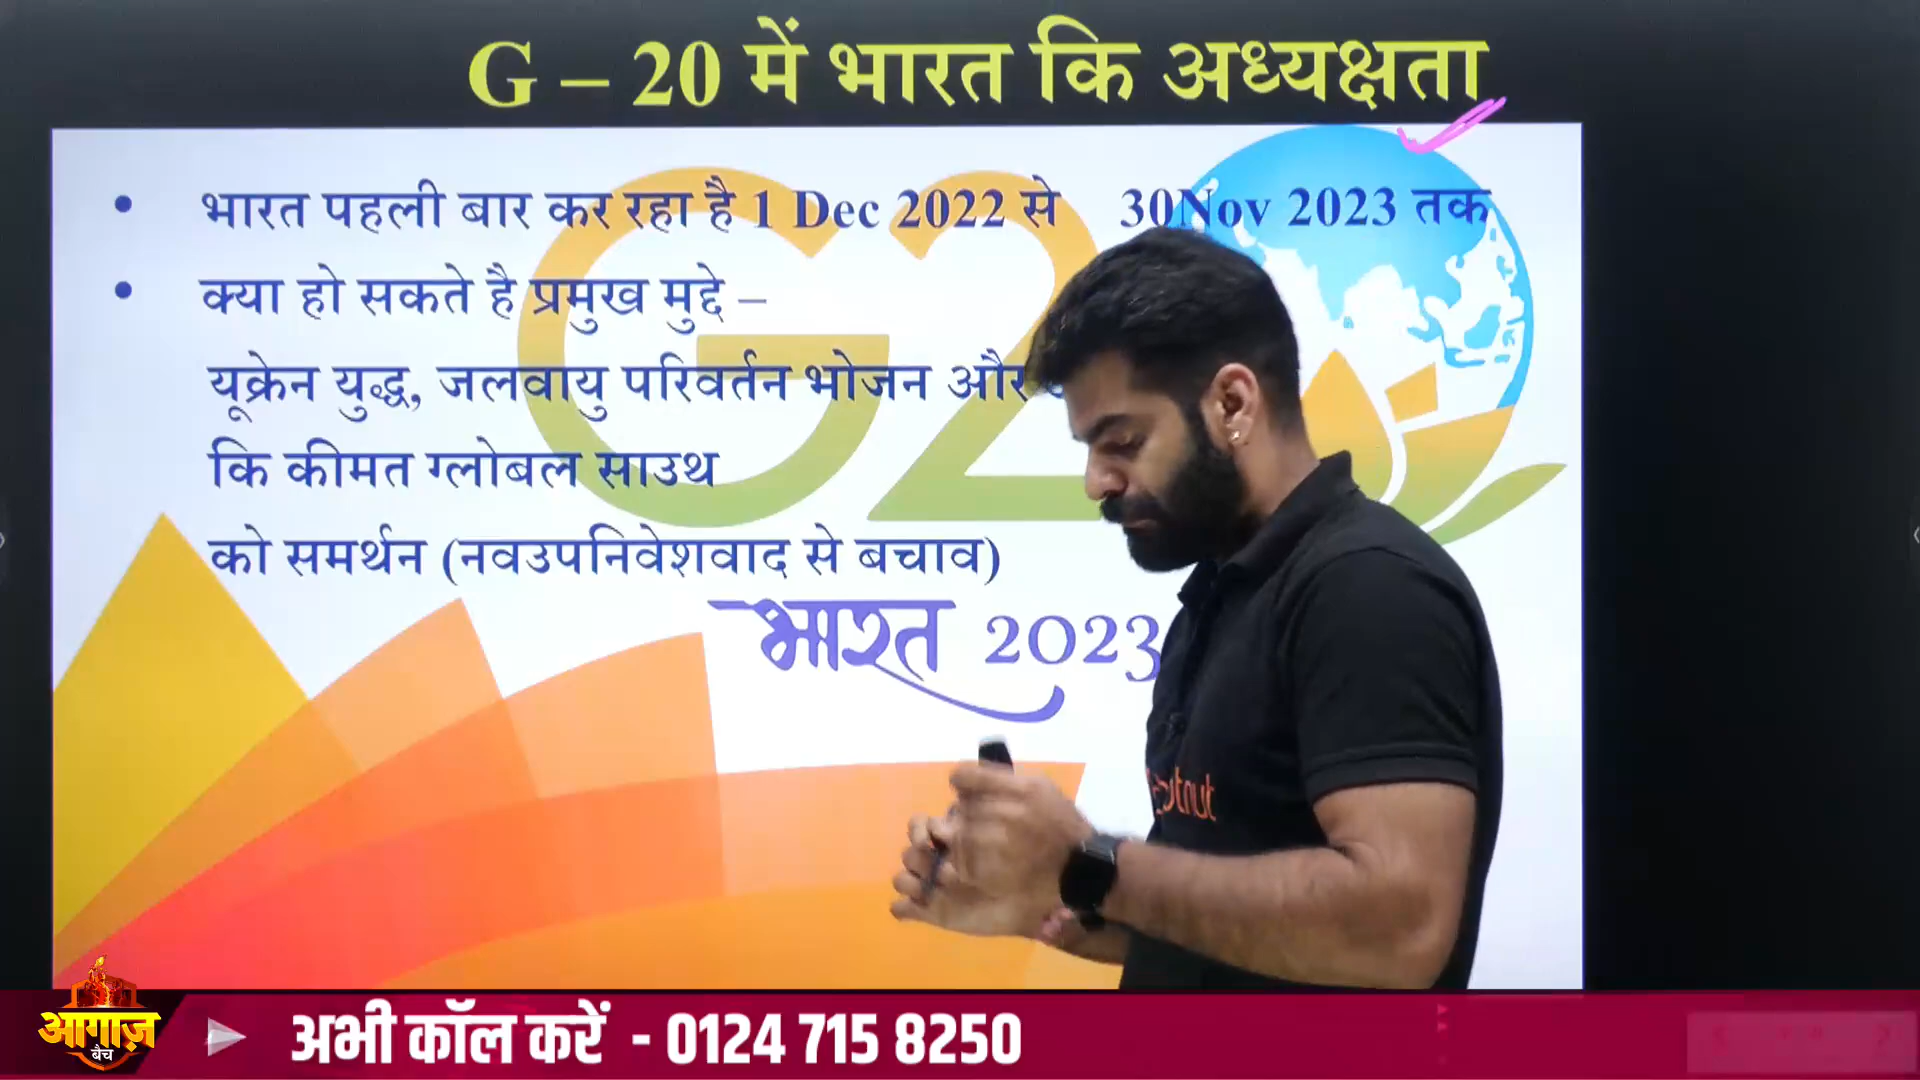 G – 20 में भारत कि अध्यक्षता
• भारत पहली बार कर रहा है 1 Dec 2022 से 30Nov 2023 तक
• क्या हो सकते है प्रमुख मुद्दे –
यूक्रेन युद्ध, जलवायु परिवर्तन भोजन और
कि कीमत ग्लोबल साउथ
को समर्थन (नवउपनिवेशवाद से बचाव)
G2
भारत 2023
आगाज़
बैच
अभी कॉल करें - 0124 715 8250